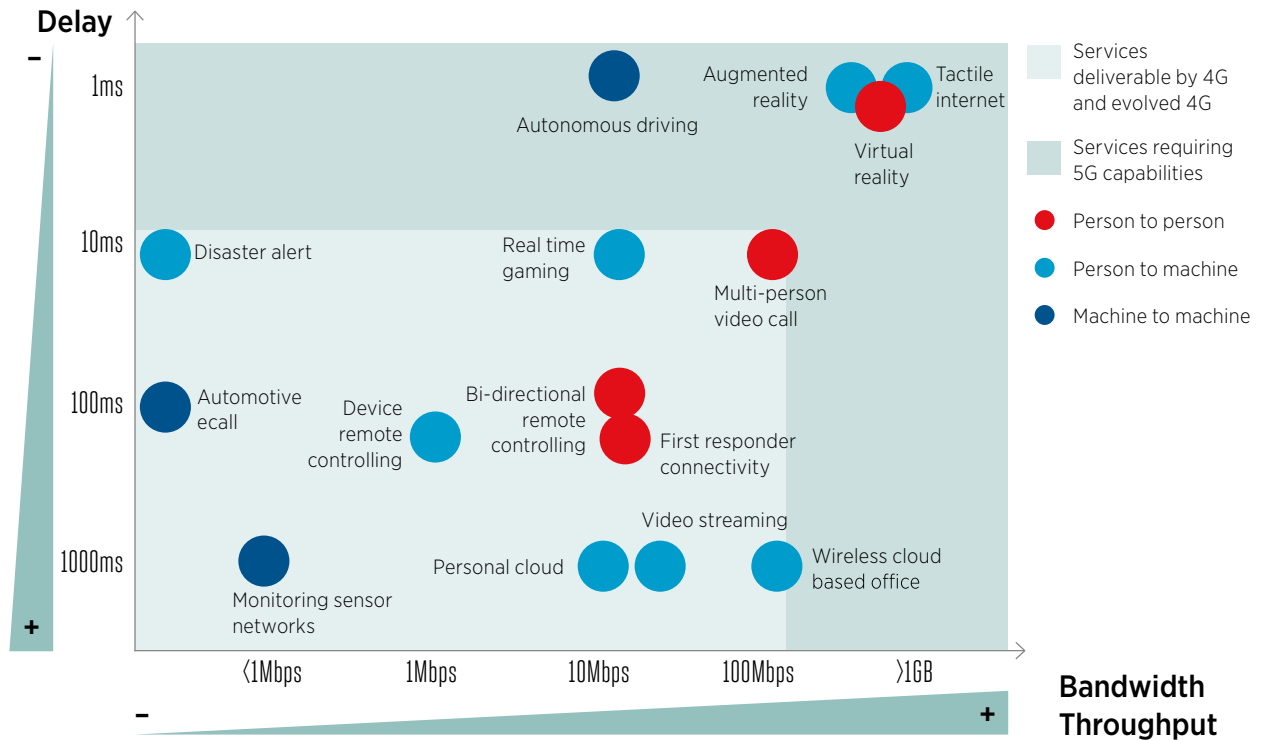 Delay
–
1ms
10ms
100ms
1000ms
+
Autonomous driving
Augmented
reality
Tactile
internet
Virtual
reality
Disaster alert
Real time
gaming
Multi-person
video call
Automotive
ecall
Device
remote
controlling
Bi-directional
remote
controlling
First responder
connectivity
Video streaming
Personal cloud
Wireless cloud
based office
Monitoring sensor
networks
<1Mbps
1Mbps
10Mbps
100Mbps
>1GB
–
+
Bandwidth
Throughput
Services
deliverable by 4G
and evolved 4G
Services requiring
5G capabilities
Person to person
Person to machine
Machine to machine